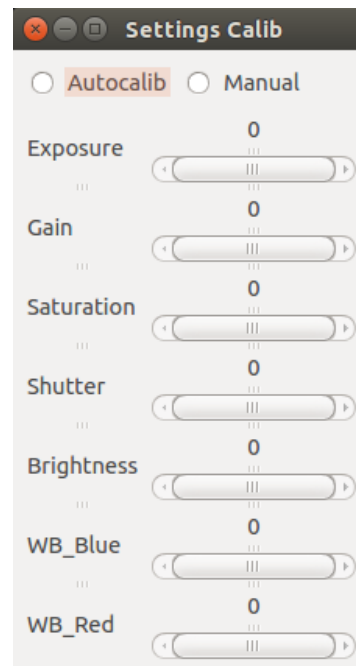 Settings Calib
Autocalib Manual
0
Exposure
0
Gain
0
Saturation
0
Shutter
0
Brightness
0
WB_Blue
0
WB_Red